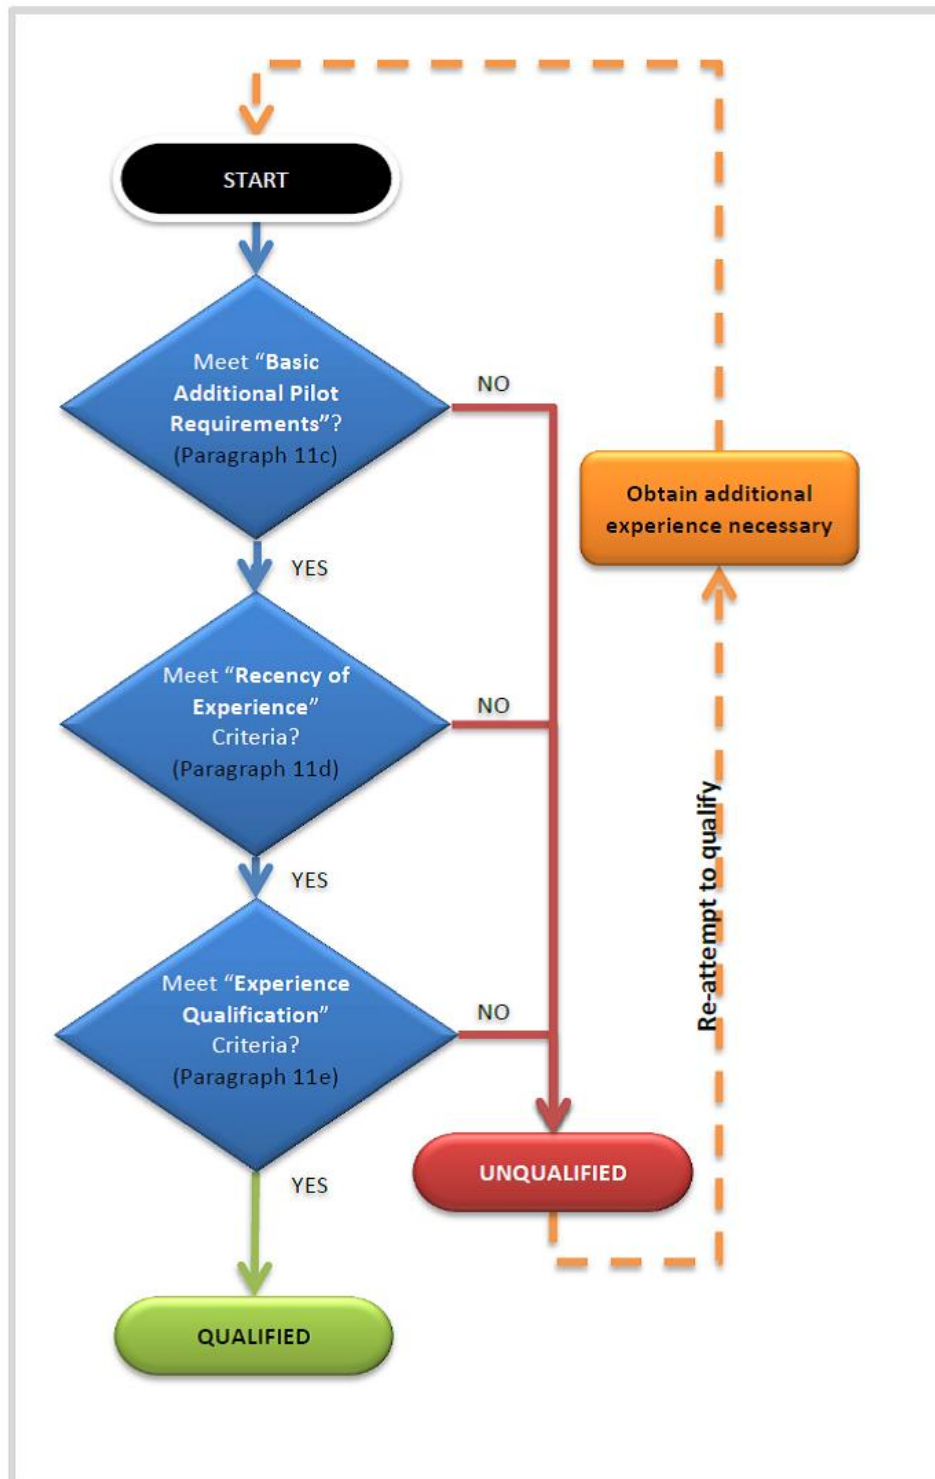 START
Meet “Basic
Additional Pilot
Requirements”?
(Paragraph 11c)
NO
Obtain additional
experience necessary
YES
Meet “Recency of
Experience”
Criteria?
(Paragraph 11d)
NO
YES
Re-attempt to qualify
Meet “Experience
Qualification”
Criteria?
(Paragraph 11e)
NO
UNQUALIFIED
YES
QUALIFIED